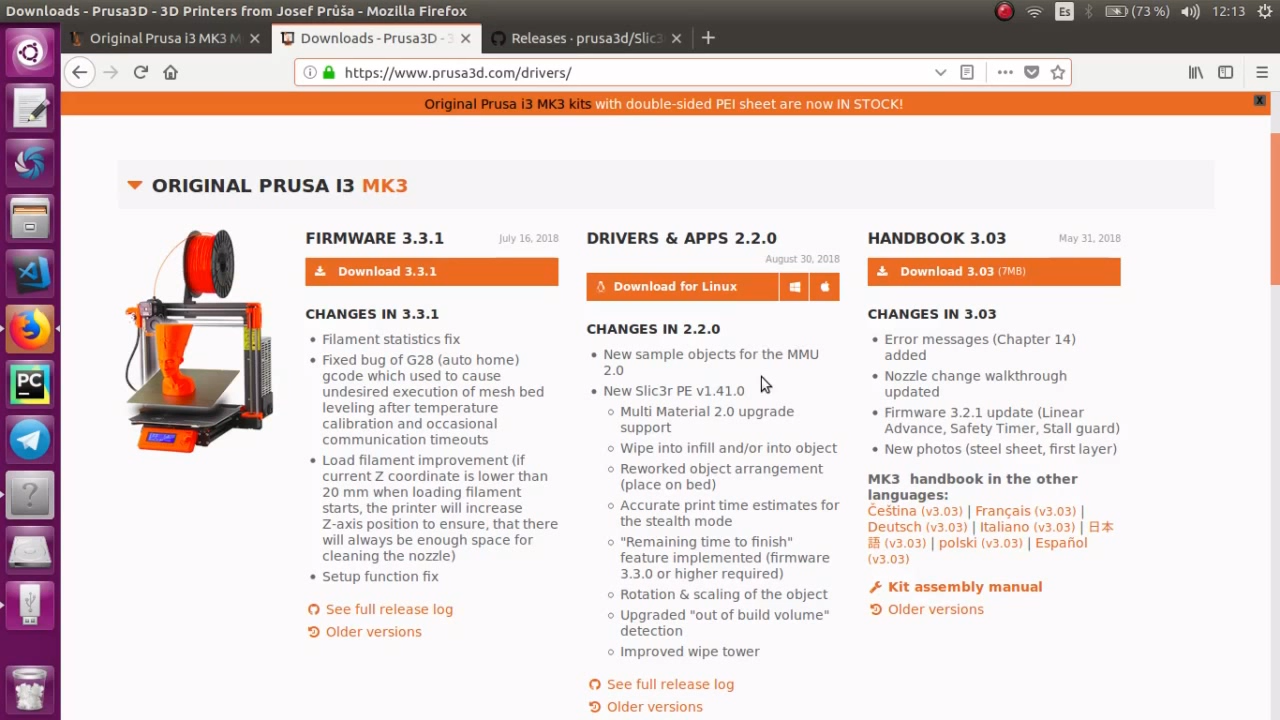 Downloads - Prusa3D - 3D Printers from Josef Průša - Mozilla Firefox
Es
(73 %)
12:13
Original Prusa i3 MK3 M
Downloads - Prusa3D - 3
Releases · prusa3d/Slic3
https://www.prusa3d.com/drivers/
Original Prusa i3 MK3 kits with double-sided PEI sheet are now IN STOCK!
X
ORIGINAL PRUSA I3 MK3
FIRMWARE 3.3.1
July 16, 2018
Download 3.3.1
CHANGES IN 3.3.1
• Filament statistics fix
• Fixed bug of G28 (auto home)
gcode which used to cause
undesired execution of mesh bed
leveling after temperature
calibration and occasional
communication timeouts
• Load filament improvement (if
current Z coordinate is lower than
20 mm when loading filament
starts, the printer will increase
Z-axis position to ensure, that there
will always be enough space for
cleaning the nozzle)
• Setup function fix
See full release log
Older versions
DRIVERS & APPS 2.2.0
August 30, 2018
Download for Linux
CHANGES IN 2.2.0
• New sample objects for the MMU
2.0
• New Slic3r PE v1.41.0
Multi Material 2.0 upgrade
support
Wipe into infill and/or into object
Reworked object arrangement
(place on bed)
Accurate print time estimates for
the stealth mode
"Remaining time to finish"
feature implemented (firmware
3.3.0 or higher required)
Rotation & scaling of the object
Upgraded "out of build volume"
detection
Improved wipe tower
See full release log
Older versions
HANDBOOK 3.03
May 31, 2018
Download 3.03 (7MB)
CHANGES IN 3.03
• Error messages (Chapter 14)
added
• Nozzle change walkthrough
updated
• Firmware 3.2.1 update (Linear
Advance, Safety Timer, Stall guard)
• New photos (steel sheet, first layer)
MK3 handbook in the other
languages:
Čeština (v3.03) | Français (v3.03) |
Deutsch (v3.03) | Italiano (v3.03) | 日本
語 (v3.03) | polski (v3.03) | Español
(v3.03)
Kit assembly manual
Older versions
PC